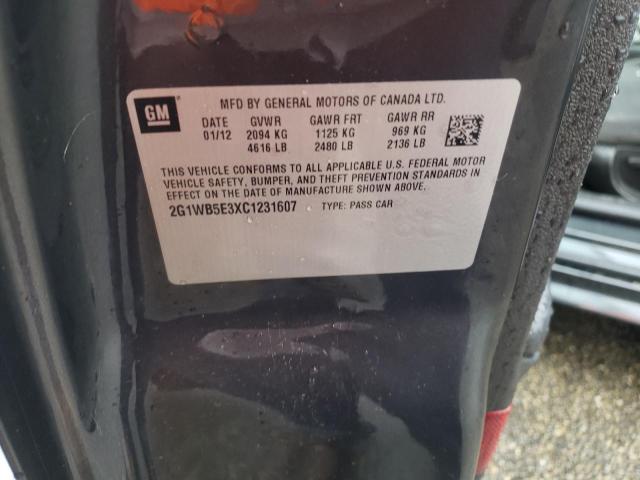 GM
MFD BY GENERAL MOTORS OF CANADA LTD.
DATE GVWR GAWR FRT GAWR RR
01/12 2094 KG 1125 KG 969 KG
4616 LB 2480 LB 2136 LB
THIS VEHICLE CONFORMS TO ALL APPLICABLE U.S. FEDERAL MOTOR
VEHICLE SAFETY, BUMPER, AND THEFT PREVENTION STANDARDS IN
EFFECT ON THE DATE OF MANUFACTURE SHOWN ABOVE.
2G1WB5E3XC1231607 TYPE: PASS CAR